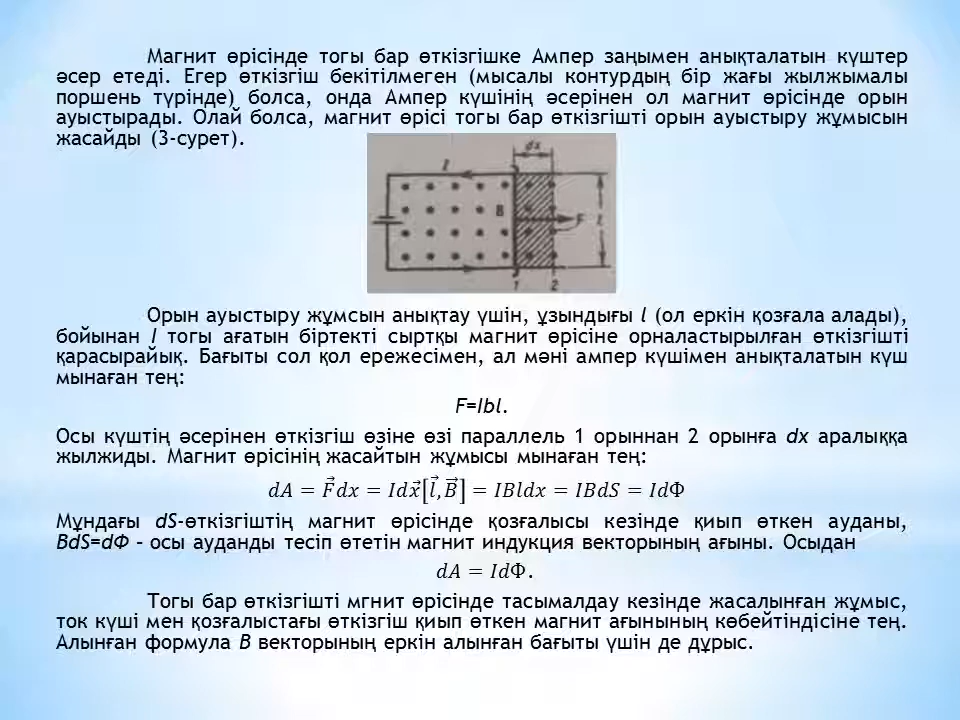 Магнит өрісінде тогы бар өткізгішке Ампер заңымен анықталатын күштер
әсер етеді. Егер өткізгіш бекітілмеген (мысалы контурдың бір жағы жылжымалы
поршень түрінде) болса, онда Ампер күшінің әсерінен ол магнит өрісінде орын
ауыстырады. Олай болса, магнит өрісі тогы бар өткізгішті орын ауыстыру жұмысын
жасайды (3-сурет).
dx
I
B
F
l
1 2
Орын ауыстыру жұмсын анықтау үшін, ұзындығы l (ол еркін қозғала алады),
бойынан I тогы ағатын біртекті сыртқы магнит өрісіне орналастырылған өткізгішті
қарасырайық. Бағыты сол қол ережесімен, ал мәні ампер күшімен анықталатын күш
мынаған тең:
F=Ibl.
Осы күштің әсерінен өткізгіш өзіне өзі параллель 1 орыннан 2 орынға dx аралыққа
жылжиды. Магнит өрісінің жасайтын жұмысы мынаған тең:
dA = F⃗dx = Idx⃗[l⃗, B⃗] = IBldx = IBdS = IdΦ
Мұндағы dS-өткізгіштің магнит өрісінде қозғалысы кезінде қиып өткен ауданы,
BdS=dФ – осы ауданды тесіп өтетін магнит индукция векторының ағыны. Осыдан
dA = IdΦ.
Тогы бар өткізгішті мгнит өрісінде тасымалдау кезінде жасалынған жұмыс,
ток күші мен қозғалыстағы өткізгіш қиып өткен магнит ағынының көбейтіндісіне тең.
Алынған формула B векторының еркін алынған бағыты үшін де дұрыс.